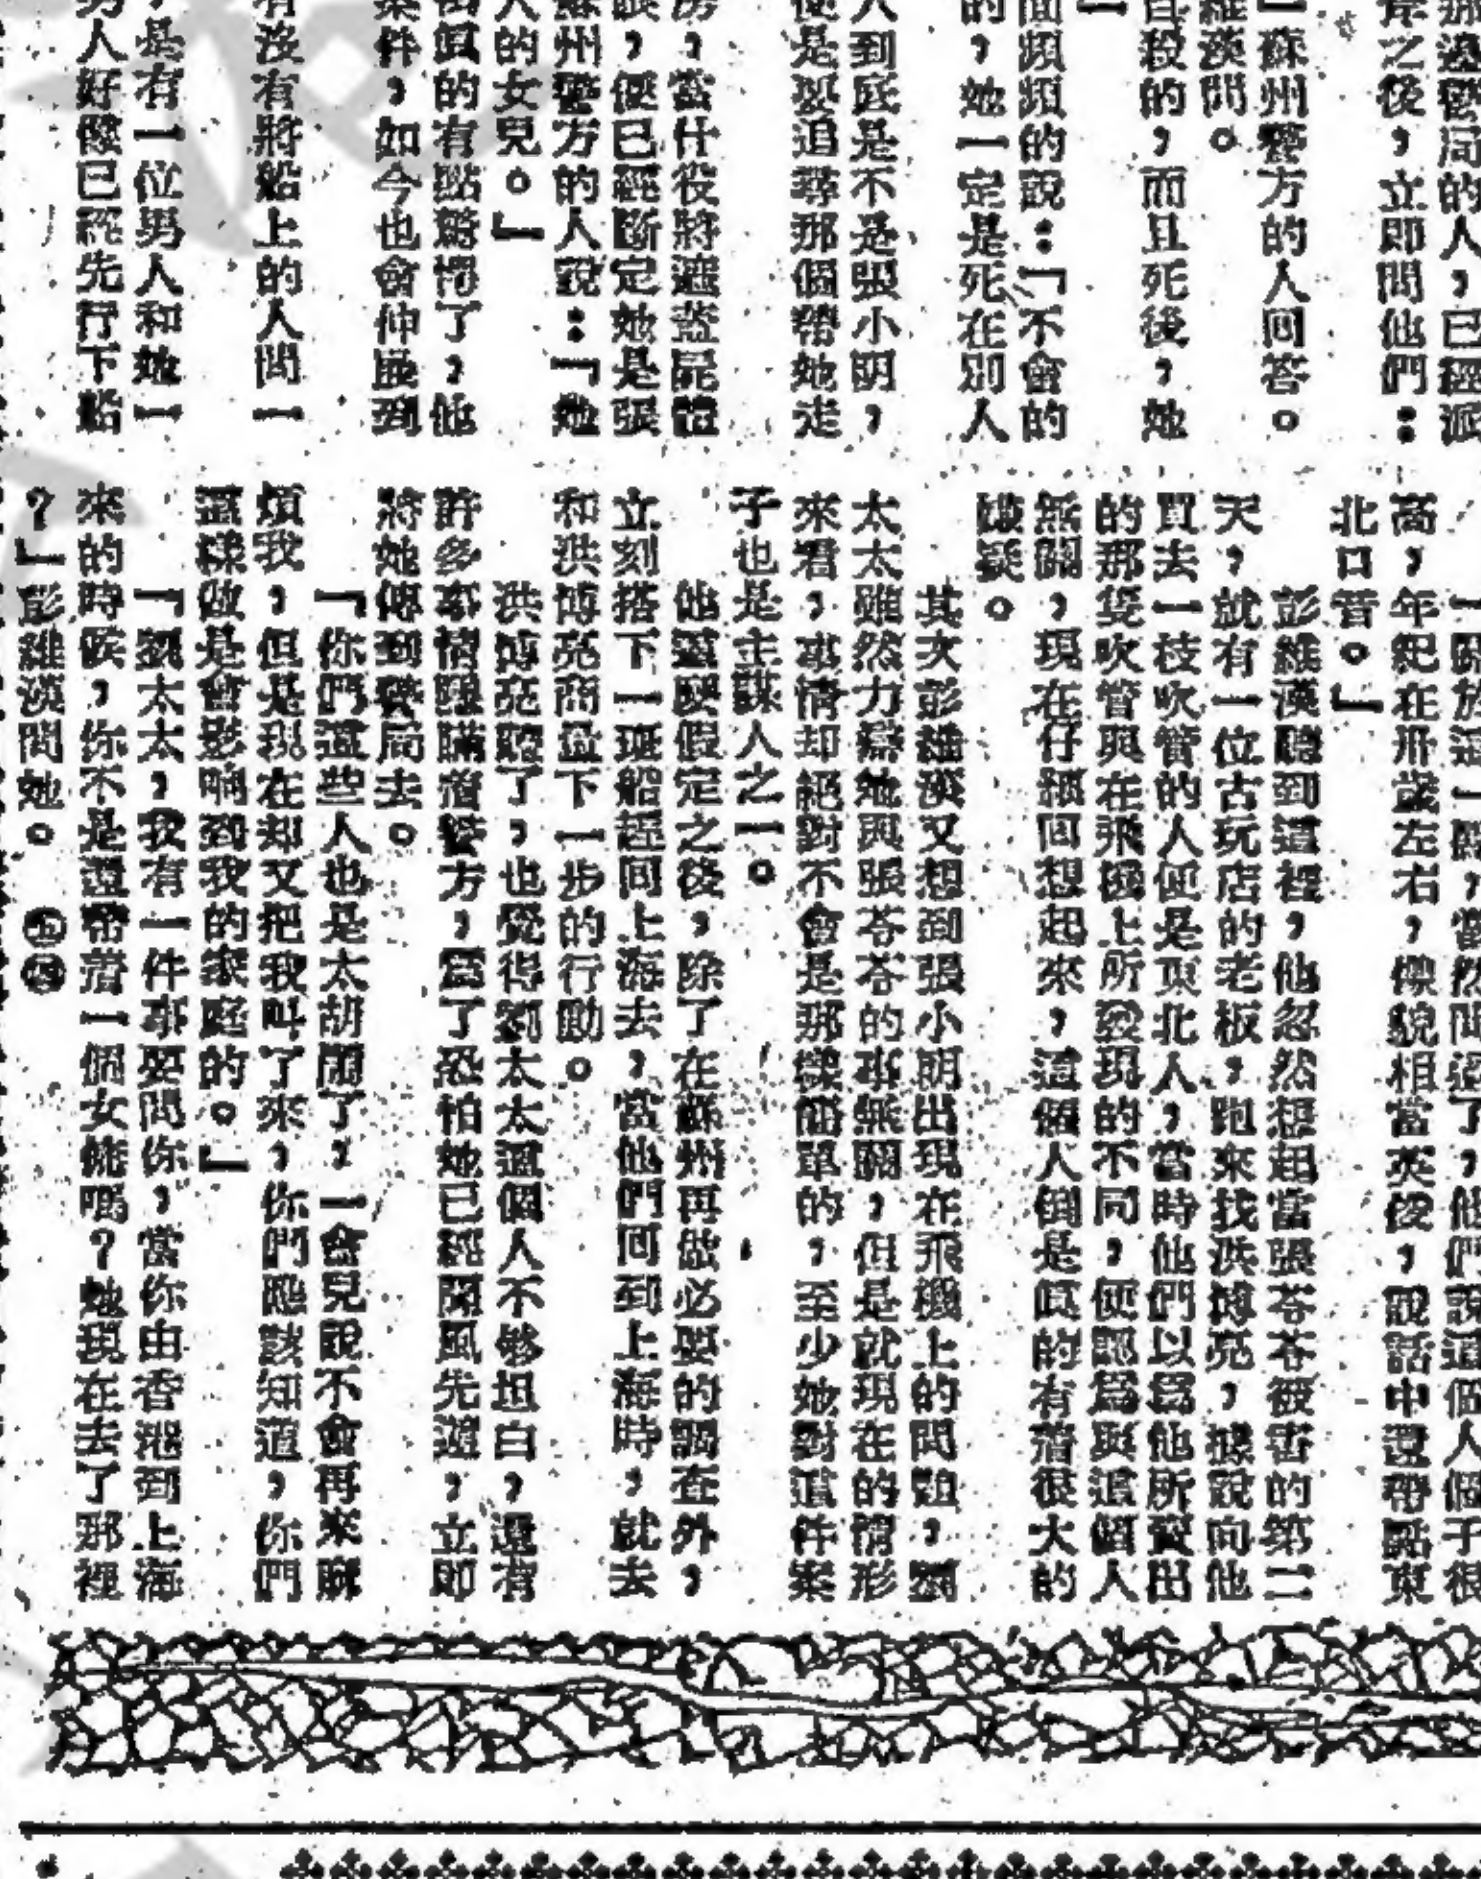 那邊警局的人，已經派
岸之後，立即問他們：
一蘇州警方的人回答。
維漢問。
自殺的，而且死後，她
面頻頻的說：「不會的
的，她一定是死在別人
人到底是不是張小明，
便是要追尋那個帶她走
房，當什役將遮蓋屍體
眼，便已經斷定她是張
蘇州警方的人說：「她
人的女兒。」
的有點驚愕了，他
案件，如今也會伸展到
有沒有將船上的人問一
，是有一位男人和她一
男人好像已經先行下船
一關於這一層，當然問過了，他們說這個人個子很
高，年紀在卅歲左右，樣貌相當英俊，說話中還帶點東
北口音。」
彭維漢聽到這裡，他忽然想起當張苓苓被害的第二
天，就有一位古玩店的老板，跑來找洪博亮，據說向他
買去一枝吹管的人便是東北人，當時他們以爲他所賣出
的那隻吹管與在飛機上所發現的不同，便認爲與這個人
無關，現在仔細回想起來，這個人倒是眞的有着很大的
嫌疑。
其次彭維漢又想到張小明出現在飛機上的問題，劉
太太雖然力辯她與張苓苓的事無關，但是就現在的情形
來看，事情却絕對不會是那樣簡單的，至少她對這件案
子也是主謀人之一。
他這麼假定之後，除了在蘇州再做必要的調查外，
立刻搭下一班船趕回上海去，當他們回到上海時，就去
和洪博亮商量下一步的行動。
洪博亮聽了，也覺得劉太太這個人不够坦白，還有
許多事情隱瞞着警方，爲了恐怕她已經聞風先遁，立即
將她傳到警局去。
「你們這些人也是太胡鬧了，一會兒說不會再來麻
煩我，但是現在却又把我叫了來，你們應該知道，你們
這樣做是會影响到我的家庭的。」
「劉太太，我有一件事要問你，當你由香港到上海
來的時候，你不是還帶着一個女傭嗎？她現在去了那裡
？」彭維漢問她。